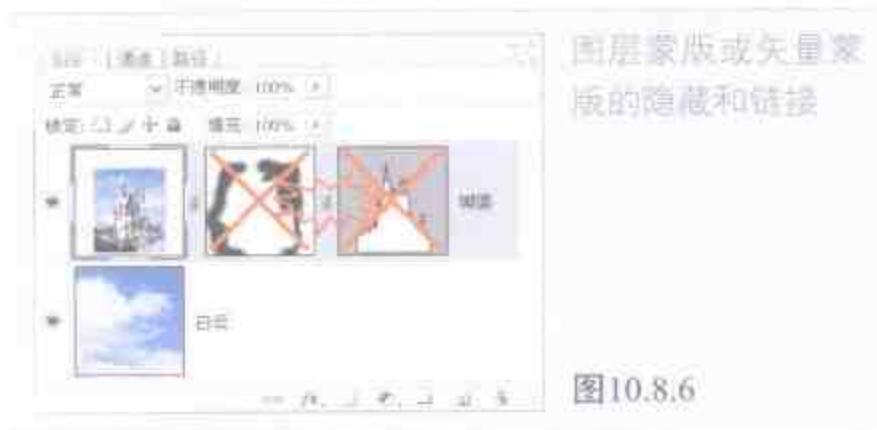 图层 通道 路径
正常 不透明度: 100%
锁定: 填充: 100%
白云
图层蒙版或矢量蒙
版的隐藏和链接
图10.8.6